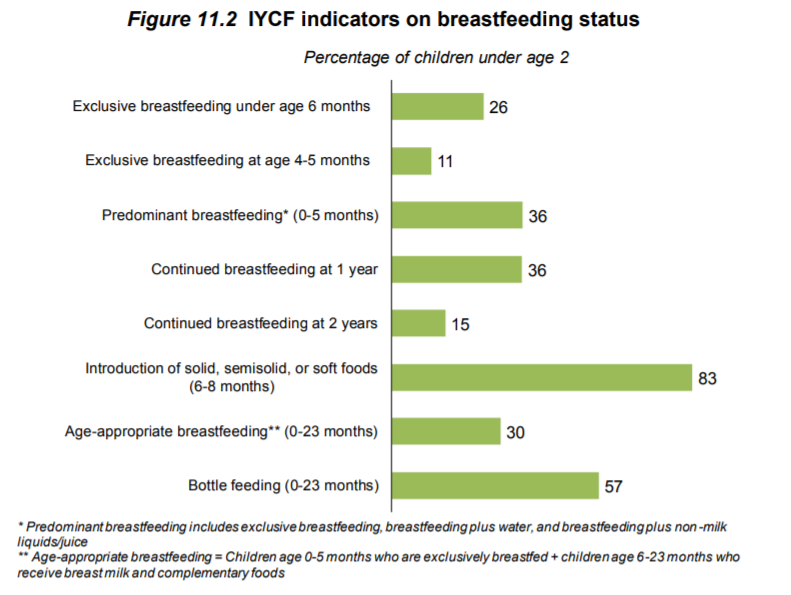 Figure 11.2 IYCF indicators on breastfeeding status
Percentage of children under age 2
Exclusive breastfeeding under age 6 months 26
Exclusive breastfeeding at age 4-5 months 11
Predominant breastfeeding* (0-5 months) 36
Continued breastfeeding at 1 year 36
Continued breastfeeding at 2 years 15
Introduction of solid, semisolid, or soft foods
(6-8 months) 83
Age-appropriate breastfeeding** (0-23 months) 30
Bottle feeding (0-23 months) 57
* Predominant breastfeeding includes exclusive breastfeeding, breastfeeding plus water, and breastfeeding plus non-milk
liquids/juice
** Age-appropriate breastfeeding = Children age 0-5 months who are exclusively breastfed + children age 6-23 months who
receive breast milk and complementary foods